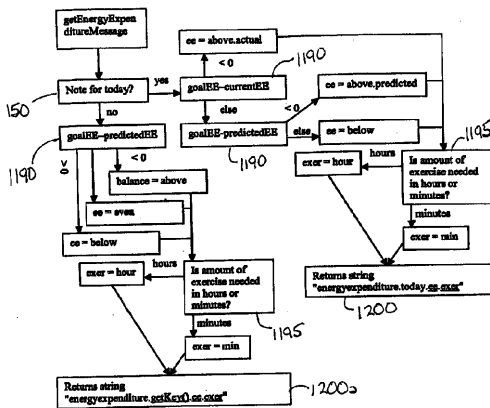 getEnergyExpen
ditureMessage
ee = above.actual
< 0
1190
Note for today?
yes
goalEE–currentEE
ee = above.predicted
150
no
else
< 0
goalEE–predictedEE
goalEE–predictedEE
else
ee = below
1195
1190
1190
< 0
hours
balance = above
exer = hour
Is amount of
exercise needed
in hours or
minutes?
ee = even
minutes
ee = below
exer = min
hours
exer = hour
Is amount of
exercise needed
in hours or
minutes?
Returns string
"energyexpenditure.today.ee.exer"
1200
minutes
1195
exer = min
Returns string
"energyexpenditure.getKey().ee.exer"